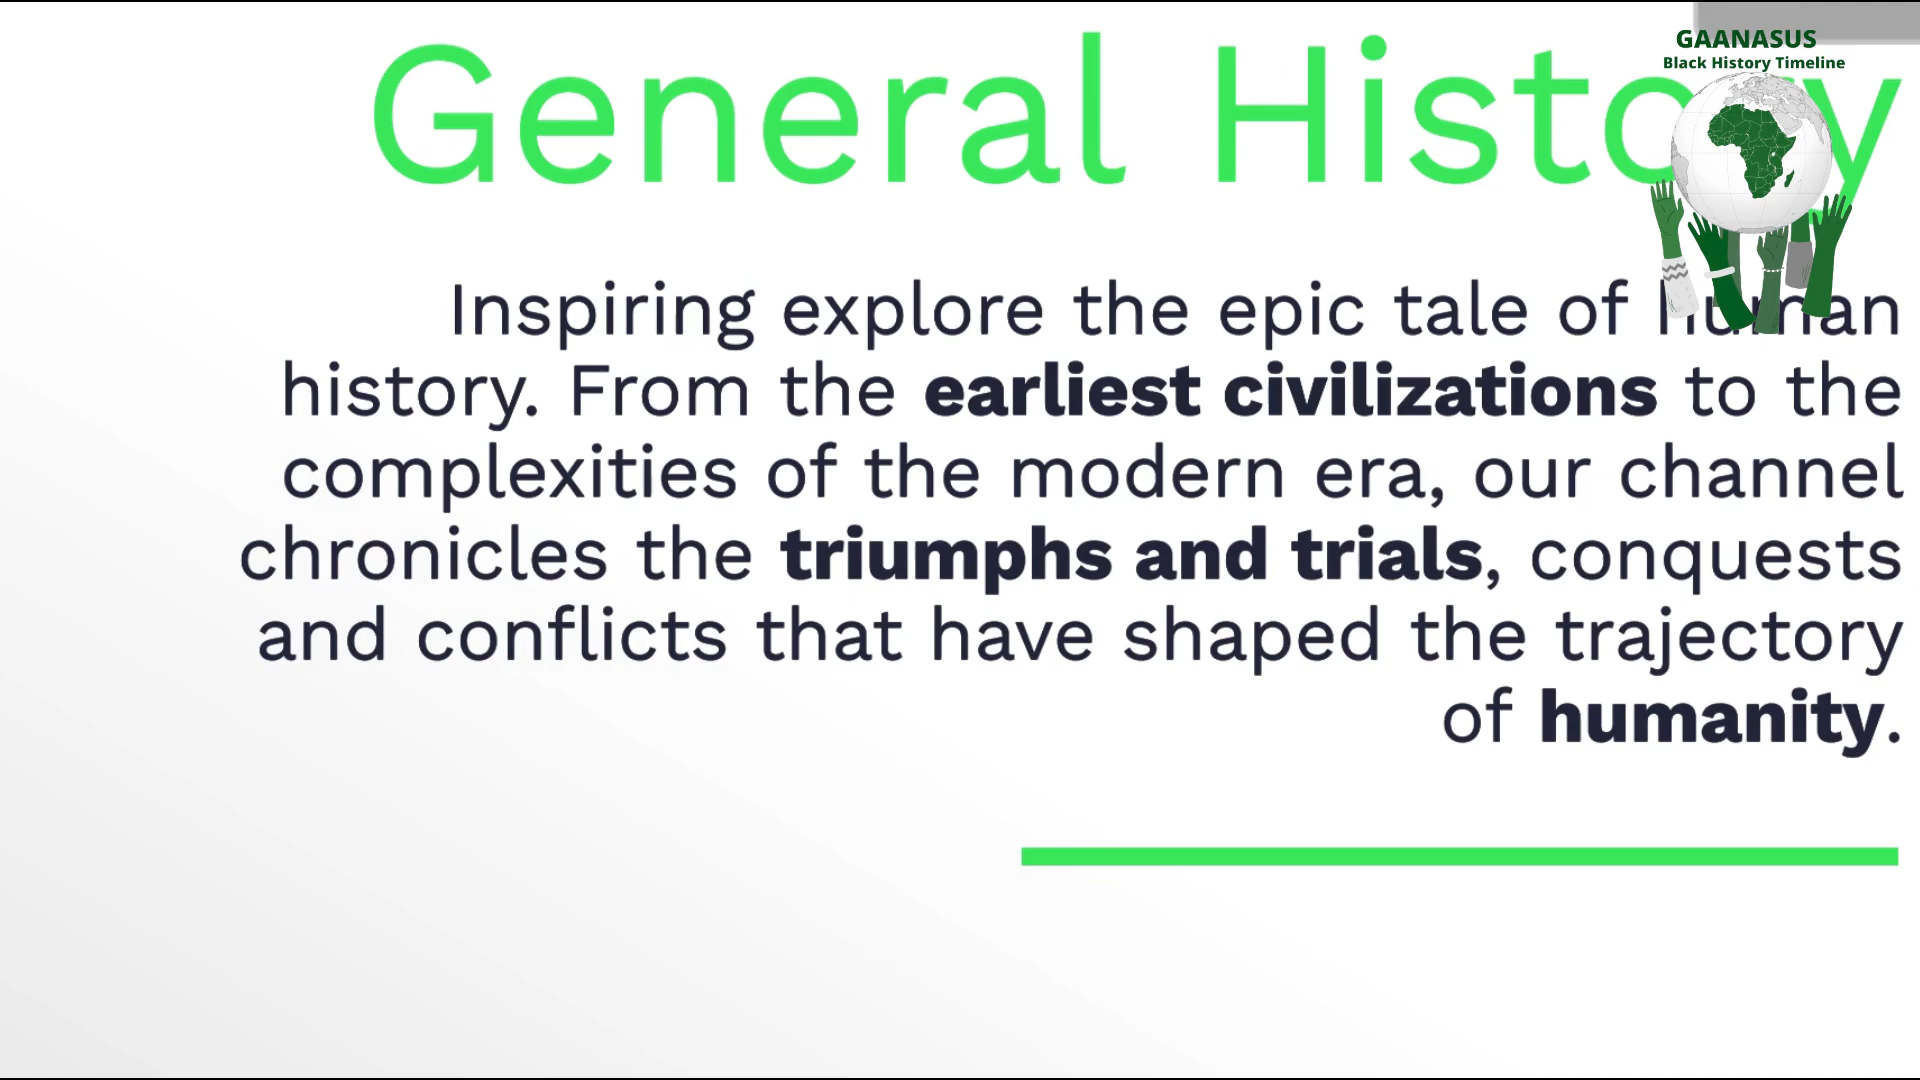 General History
GAANASUS
Black History Timeline
Inspiring explore the epic tale of human
history. From the earliest civilizations to the
complexities of the modern era, our channel
chronicles the triumphs and trials, conquests
and conflicts that have shaped the trajectory
of humanity.